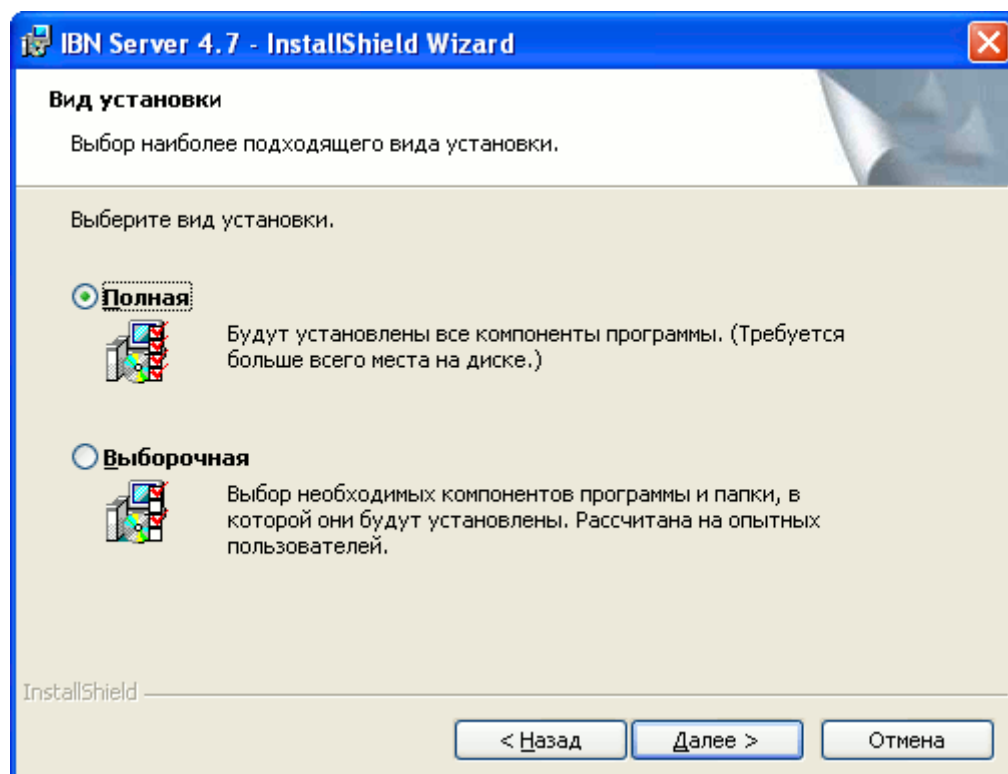 IBN Server 4.7 - InstallShield Wizard
Вид установки
Выбор наиболее подходящего вида установки.
Выберите вид установки.
Полная
Будут установлены все компоненты программы. (Требуется
больше всего места на диске.)
Выборочная
Выбор необходимых компонентов программы и папки, в
которой они будут установлены. Рассчитана на опытных
пользователей.
InstallShield
< Назад Далее > Отмена